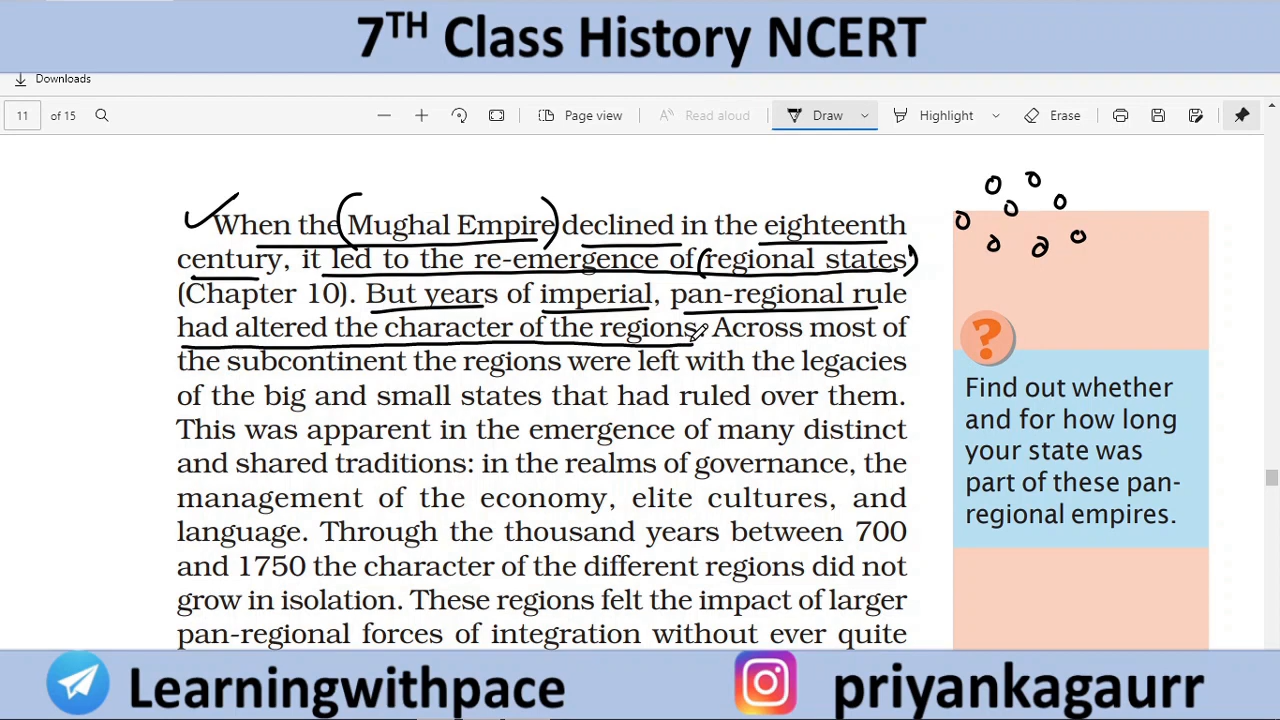 7TH Class History NCERT
Downloads
11 of 15 Page view Read aloud Draw Highlight Erase
When the Mughal Empire declined in the eighteenth
century, it led to the re-emergence of regional states
(Chapter 10). But years of imperial, pan-regional rule
had altered the character of the regions. Across most of
the subcontinent the regions were left with the legacies
of the big and small states that had ruled over them.
This was apparent in the emergence of many distinct
and shared traditions: in the realms of governance, the
management of the economy, elite cultures, and
language. Through the thousand years between 700
and 1750 the character of the different regions did not
grow in isolation. These regions felt the impact of larger
pan-regional forces of integration without ever quite
?
Find out whether
and for how long
your state was
part of these pan-
regional empires.
Learningwithpace priyankagaurr